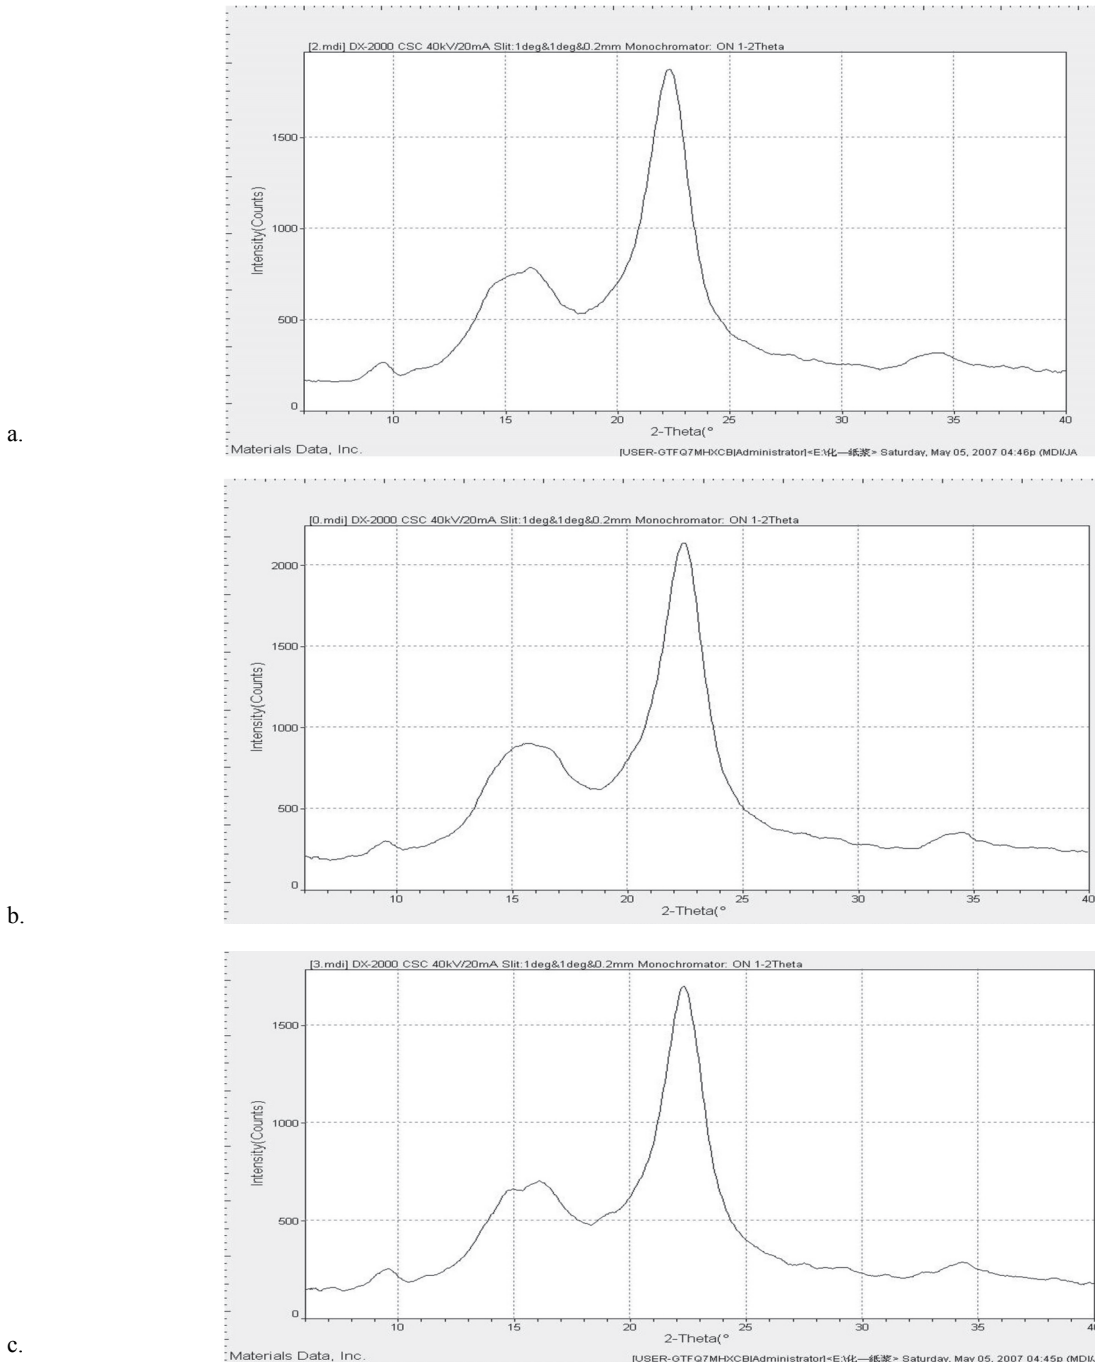 [2.mdi] DX-2000 CSC 40kV/20mA Slit:1deg&1deg&0.2mm Monochromator: ON 1-2Theta
Intensity(Counts)
1500
1000
500
0
10 15 20 25 30 35 40
2-Theta(°
a.
Materials Data, Inc.
[USER-GTFQ7MHXCB|Administrator]<E:\化—纸浆> Saturday, May 05, 2007 04:46p (MDI/JA
[0.mdi] DX-2000 CSC 40kV/20mA Slit:1deg&1deg&0.2mm Monochromator: ON 1-2Theta
Intensity(Counts)
2000
1500
1000
500
0
10 15 20 25 30 35 40
2-Theta(°
b.
[3.mdi] DX-2000 CSC 40kV/20mA Slit:1deg&1deg&0.2mm Monochromator: ON 1-2Theta
Intensity(Counts)
1500
1000
500
0
10 15 20 25 30 35 40
2-Theta(°
c.
Materials Data, Inc.
[USER-GTFQ7MHXCB|Administrator]<E:\化—纸浆> Saturday, May 05, 2007 04:45p (MDI/J